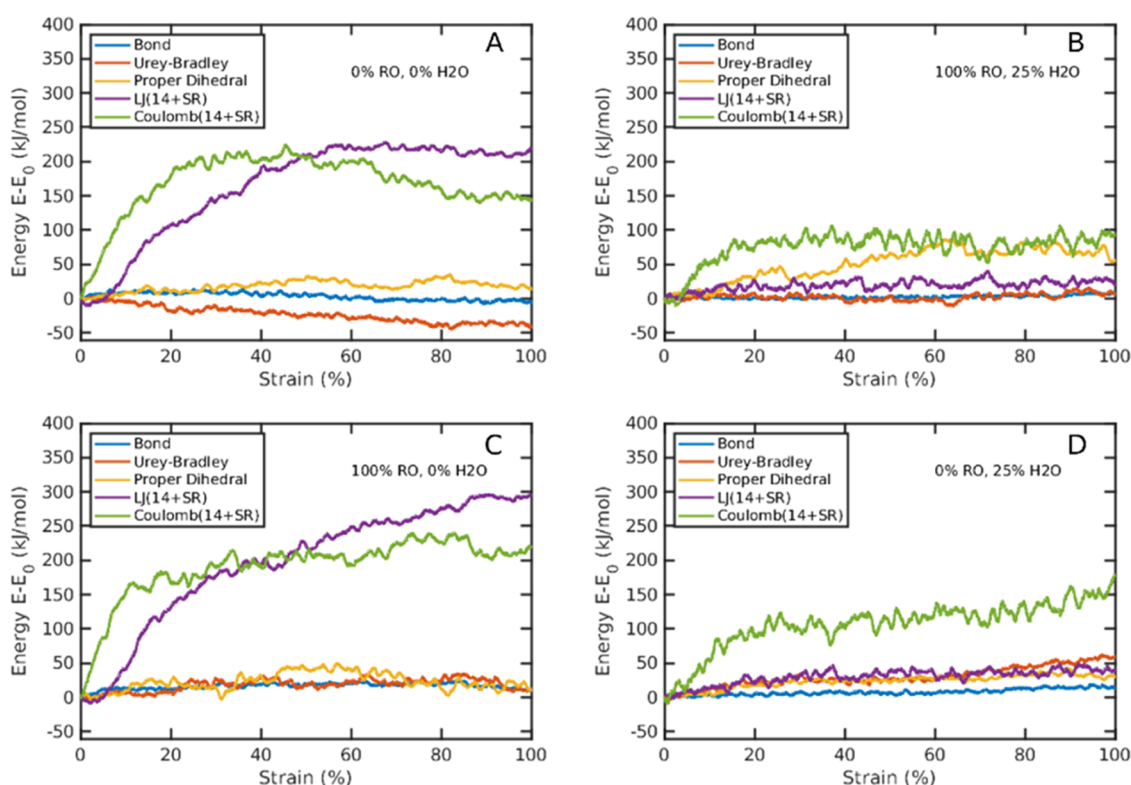 A
0% RO, 0% H2O
Bond
Urey-Bradley
Proper Dihedral
LJ(14+SR)
Coulomb(14+SR)
400
350
300
250
200
150
100
50
0
-50
Energy E-E0 (kJ/mol)
0 20 40 60 80 100
Strain (%)
B
100% RO, 25% H2O
Bond
Urey-Bradley
Proper Dihedral
LJ(14+SR)
Coulomb(14+SR)
400
350
300
250
200
150
100
50
0
-50
Energy E-E0 (kJ/mol)
0 20 40 60 80 100
Strain (%)
C
100% RO, 0% H2O
Bond
Urey-Bradley
Proper Dihedral
LJ(14+SR)
Coulomb(14+SR)
400
350
300
250
200
150
100
50
0
-50
Energy E-E0 (kJ/mol)
0 20 40 60 80 100
Strain (%)
D
0% RO, 25% H2O
Bond
Urey-Bradley
Proper Dihedral
LJ(14+SR)
Coulomb(14+SR)
400
350
300
250
200
150
100
50
0
-50
Energy E-E0 (kJ/mol)
0 20 40 60 80 100
Strain (%)